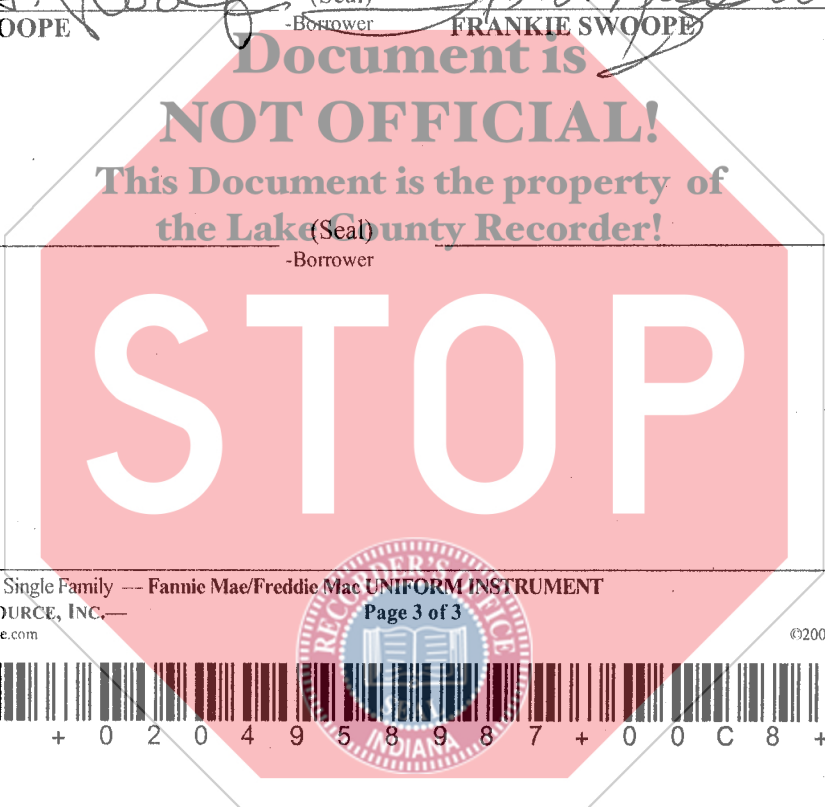 (Seal)
OOPE
-Borrower
FRANKIE SWOOPE
Document is
NOT OFFICIAL!
This Document is the property of
the Lake County Recorder!
(Seal)
-Borrower
STOP
Single Family — Fannie Mae/Freddie Mac UNIFORM INSTRUMENT
OURCE, INC.—
Page 3 of 3
e.com
©200
RECORDER'S OFFICE
SEAL
INDIANA
+ 0 2 0 4 9 5 8 9 8 7 + 0 0 C 8 +